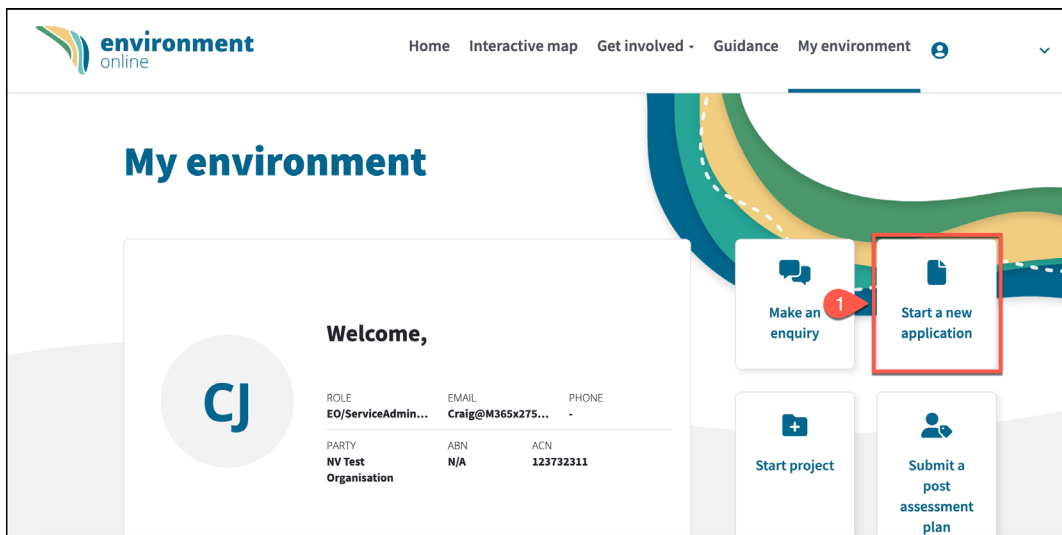 environment
online
Home Interactive map Get involved Guidance My environment
My environment
CJ
Welcome,
ROLE EMAIL PHONE
EO/ServiceAdmin... Craig@M365x275... -
PARTY ABN ACN
NV Test N/A 123732311
Organisation
Make an
enquiry
1
Start a new
application
Start project
Submit a
post
assessment
plan